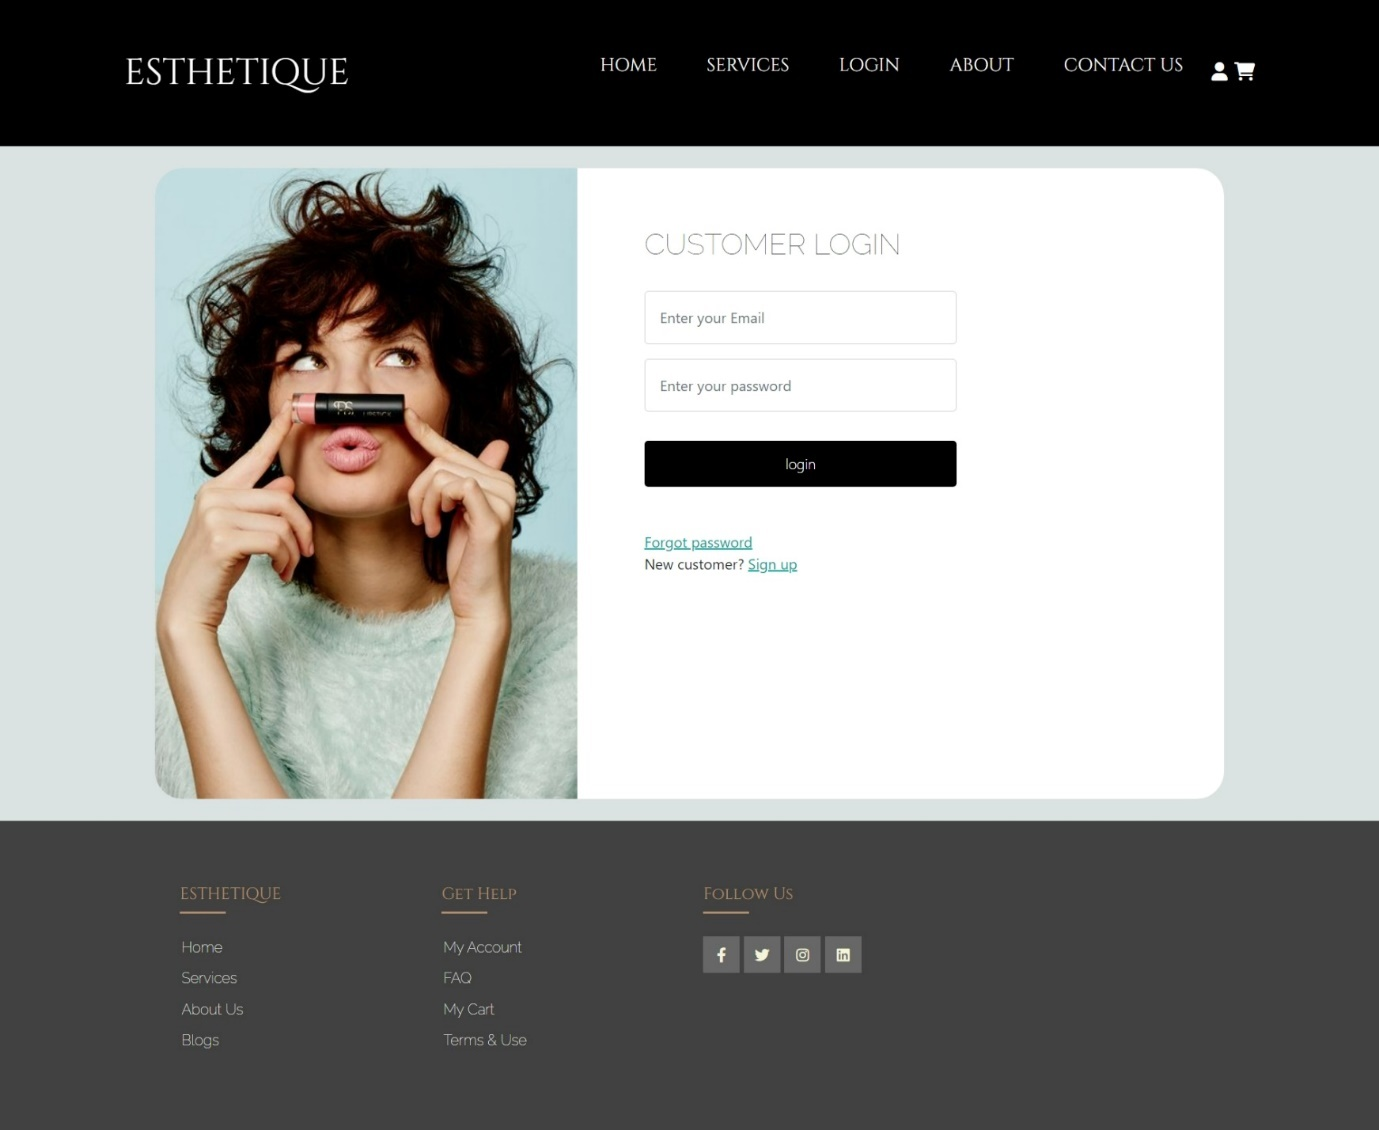 ESTHETIQUE
HOME SERVICES LOGIN ABOUT CONTACT US
CUSTOMER LOGIN
Enter your Email
Enter your password
login
Forgot password
New customer? Sign up
ESTHETIQUE
Home
Services
About Us
Blogs
Get Help
My Account
FAQ
My Cart
Terms & Use
Follow Us